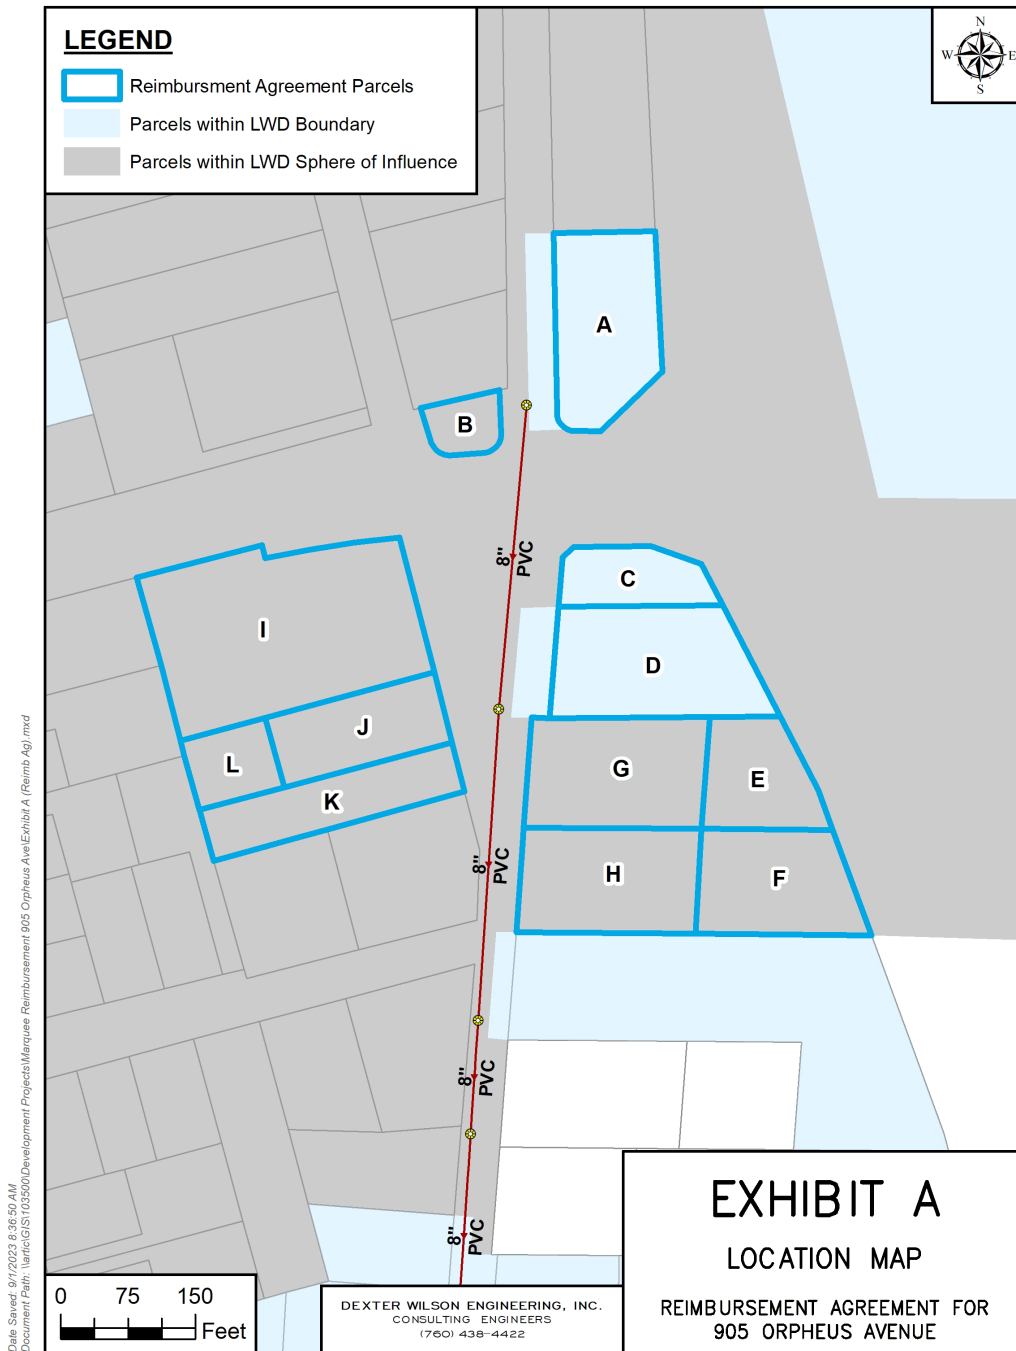 LEGEND
Reimbursment Agreement Parcels
Parcels within LWD Boundary
Parcels within LWD Sphere of Influence
N
W E
S
A
B
8" PVC
C
I
D
J
G
L
E
K
8" PVC
H
F
8" PVC
8" PVC
0 75 150
Feet
DEXTER WILSON ENGINEERING, INC.
CONSULTING ENGINEERS
(760) 438-4422
EXHIBIT A
LOCATION MAP
REIMBURSEMENT AGREEMENT FOR
905 ORPHEUS AVENUE
Date Saved: 9/1/2023 8:36:50 AM
Document Path: \\artic\GIS\103500\Development Projects\Marquee Reimbursement 905 Orpheus Ave\Exhibit A (Reimb Ag).mxd